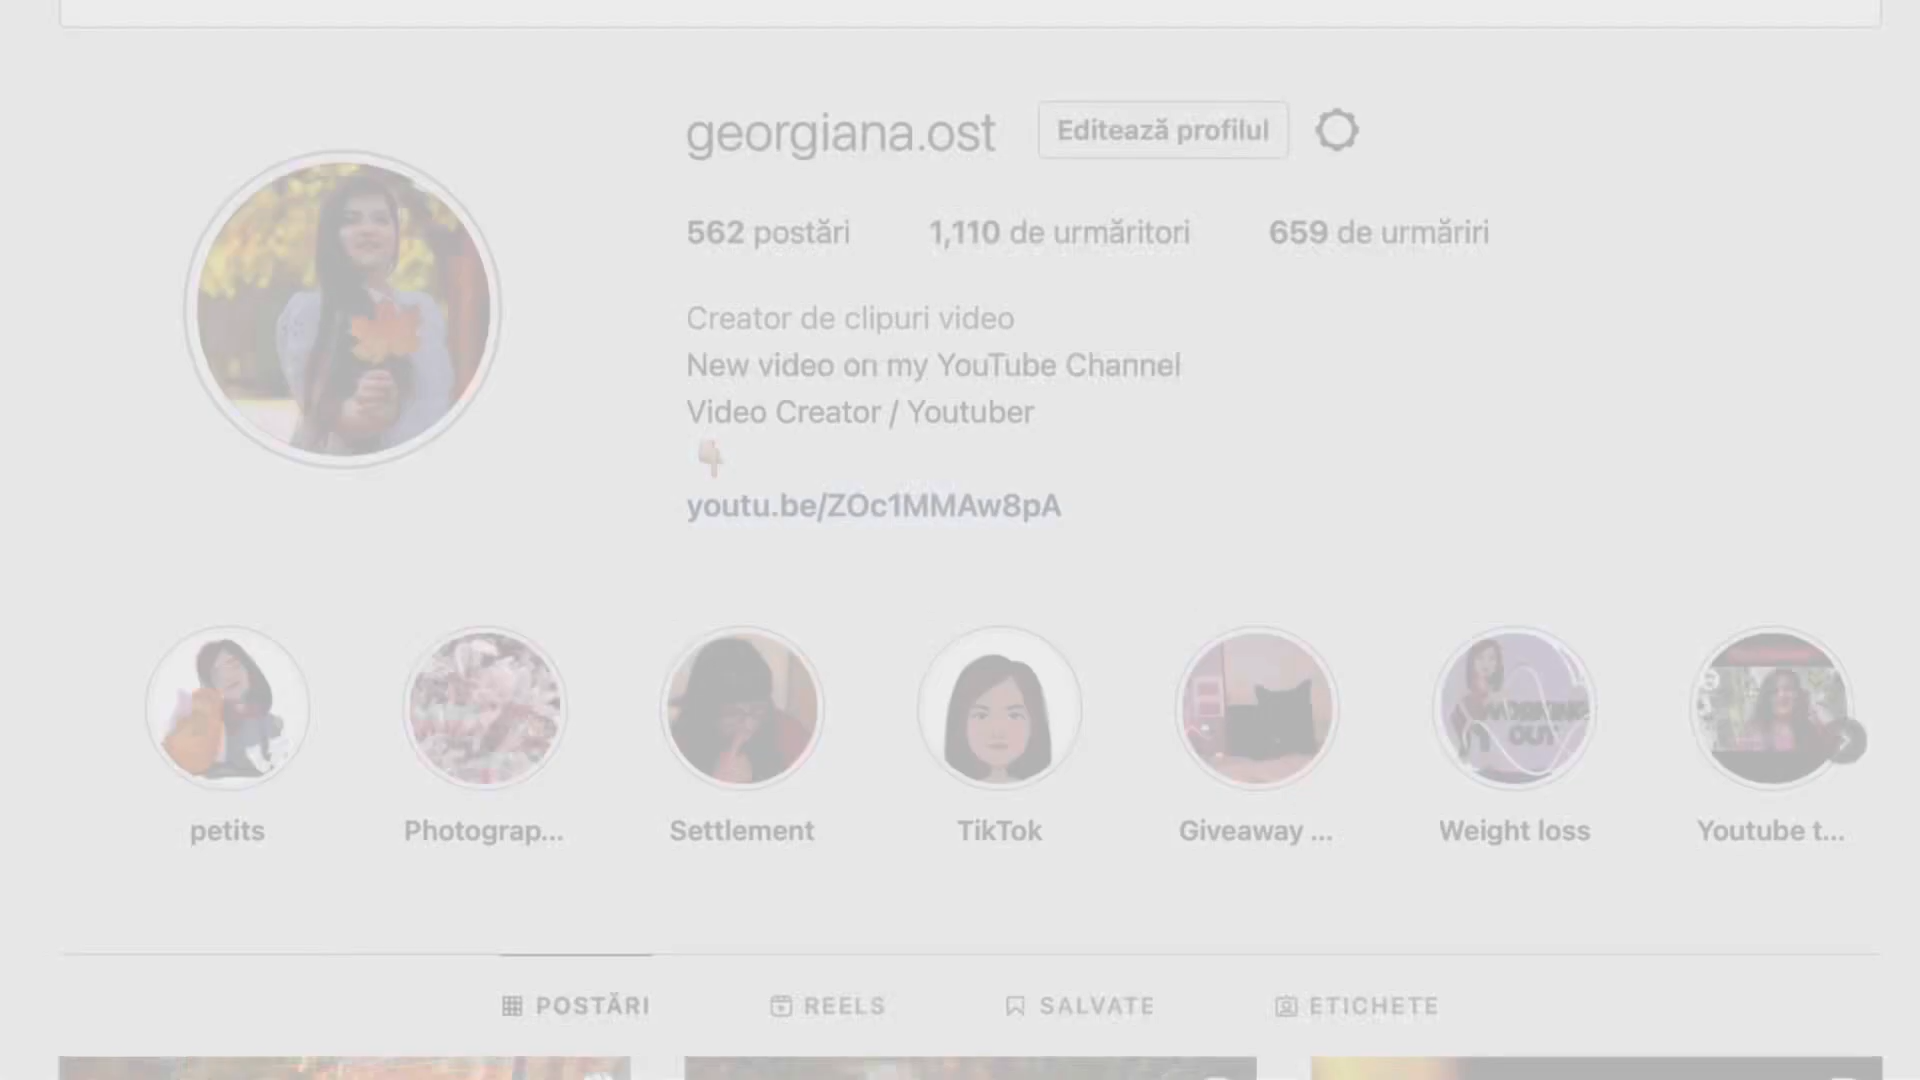 georgiana.ost
Editează profilul
562 postări
1,110 de urmăritori
659 de urmăriri
Creator de clipuri video
New video on my YouTube Channel
Video Creator / Youtuber
👇
youtu.be/ZOc1MMAw8pA
WORKING
OUT
petits
Photograp...
Settlement
TikTok
Giveaway ...
Weight loss
Youtube t...
POSTĂRI
REELS
SALVATE
ETICHETE